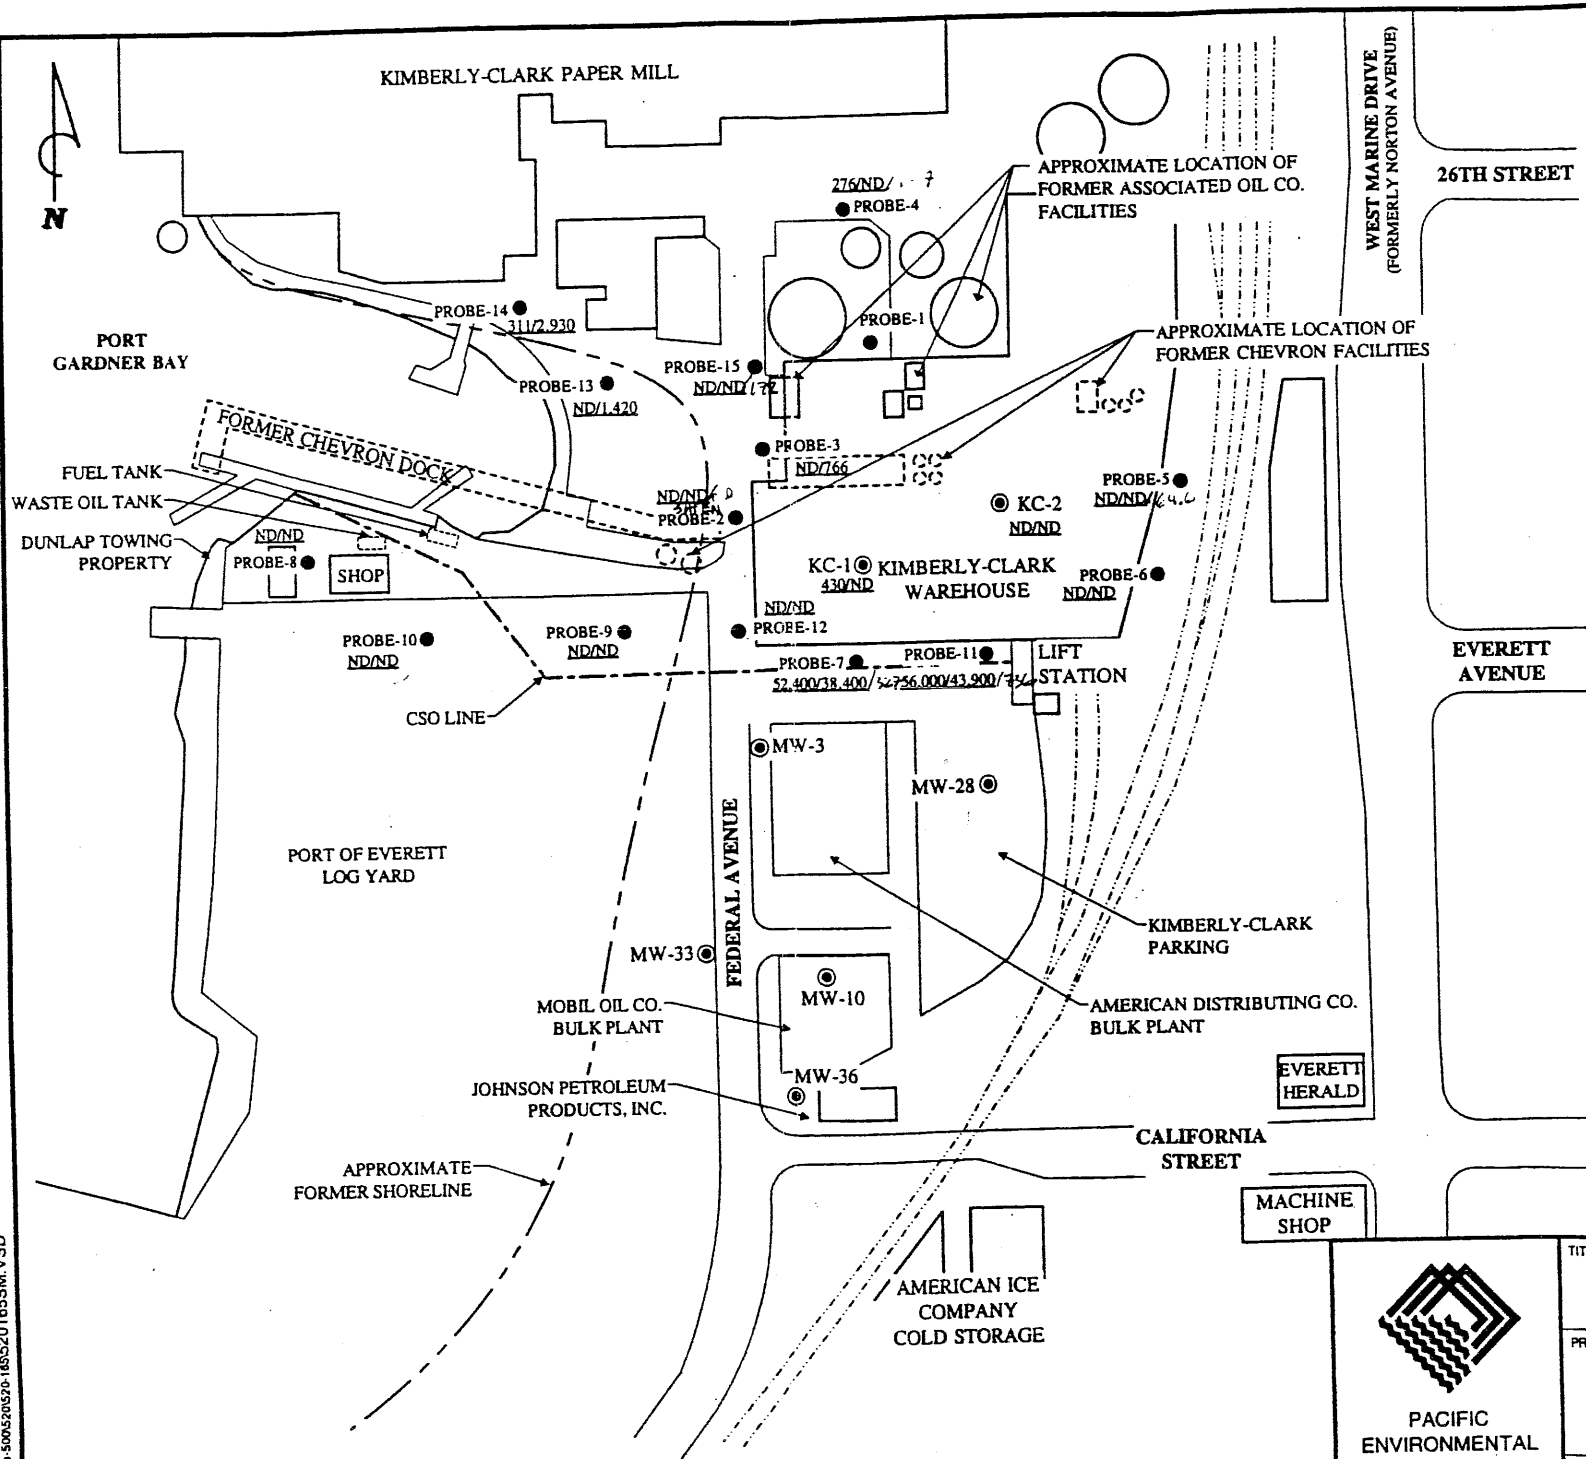 KIMBERLY-CLARK PAPER MILL
N
WEST MARINE DRIVE
(FORMERLY NORTON AVENUE)
26TH STREET
APPROXIMATE LOCATION OF
FORMER ASSOCIATED OIL CO.
FACILITIES
276/ND/
PROBE-4
PROBE-14
311/2.930
PROBE-1
APPROXIMATE LOCATION OF
FORMER CHEVRON FACILITIES
PORT
GARDNER BAY
PROBE-15
ND/ND
PROBE-13
ND/1.420
FORMER CHEVRON DOCK
PROBE-3
ND/766
FUEL TANK
WASTE OIL TANK
ND/ND
PROBE-2
PROBE-5
ND/ND/
KC-2
ND/ND
DUNLAP TOWING
PROPERTY
ND/ND
PROBE-8
SHOP
KC-1
430/ND
KIMBERLY-CLARK
WAREHOUSE
PROBE-6
ND/ND
ND/ND
PROBE-12
PROBE-10
ND/ND
PROBE-9
ND/ND
PROBE-7
52.400/38.400/
PROBE-11
56.000/43.900/
LIFT
STATION
EVERETT
AVENUE
CSO LINE
MW-3
MW-28
FEDERAL AVENUE
PORT OF EVERETT
LOG YARD
KIMBERLY-CLARK
PARKING
MW-33
MW-10
MOBIL OIL CO.
BULK PLANT
AMERICAN DISTRIBUTING CO.
BULK PLANT
MW-36
JOHNSON PETROLEUM
PRODUCTS, INC.
EVERETT
HERALD
CALIFORNIA
STREET
APPROXIMATE
FORMER SHORELINE
MACHINE
SHOP
AMERICAN ICE
COMPANY
COLD STORAGE
TIT
PR
PACIFIC
ENVIRONMENTAL